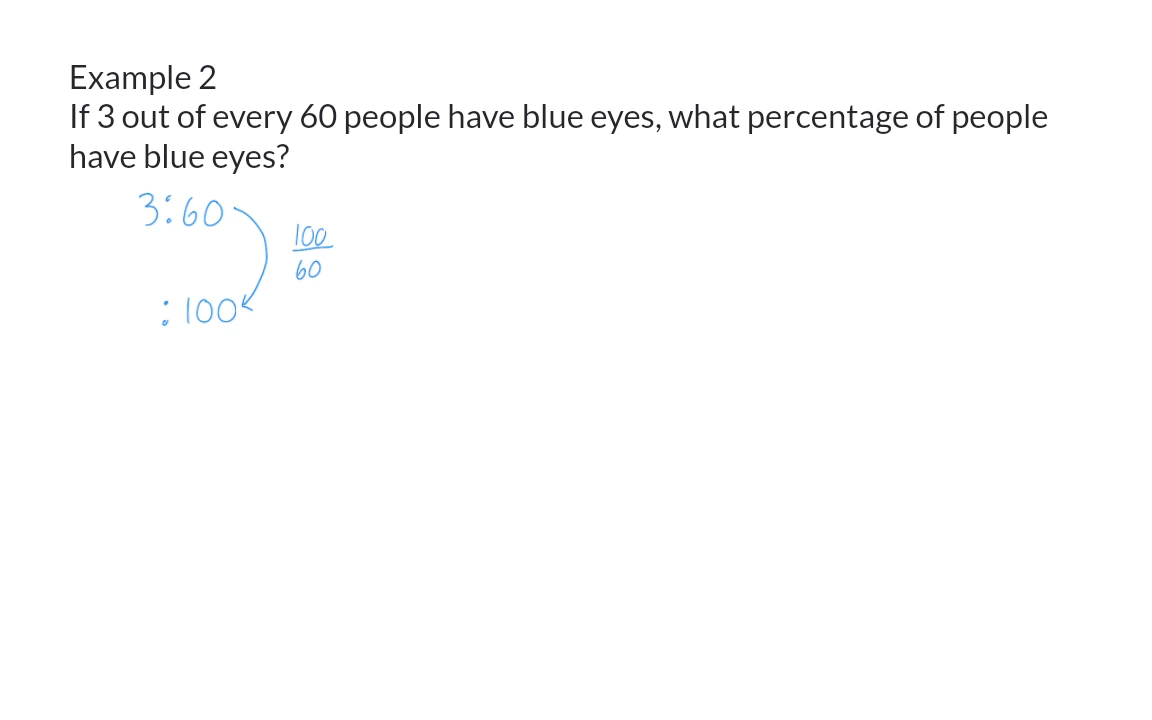 Example 2
If 3 out of every 60 people have blue eyes, what percentage of people
have blue eyes?
3:60
100
60
:100